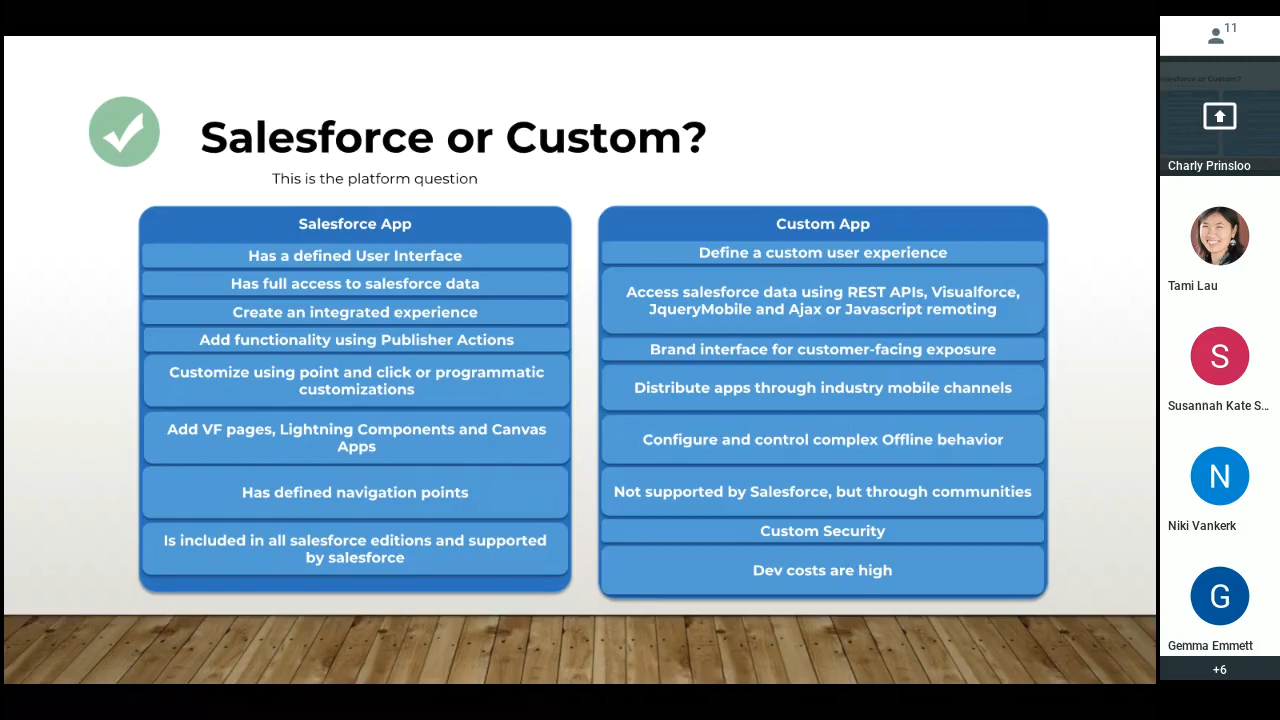 Salesforce or Custom?
This is the platform question
Salesforce App
Has a defined User Interface
Has full access to salesforce data
Create an integrated experience
Add functionality using Publisher Actions
Customize using point and click or programmatic
customizations
Add VF pages, Lightning Components and Canvas
Apps
Has defined navigation points
Is included in all salesforce editions and supported
by salesforce
Custom App
Define a custom user experience
Access salesforce data using REST APIs, Visualforce,
JqueryMobile and Ajax or Javascript remoting
Brand interface for customer-facing exposure
Distribute apps through industry mobile channels
Configure and control complex Offline behavior
Not supported by Salesforce, but through communities
Custom Security
Dev costs are high
11
Charly Prinsloo
Tami Lau
S
Susannah Kate S...
N
Niki Vankerk
G
Gemma Emmett
+6